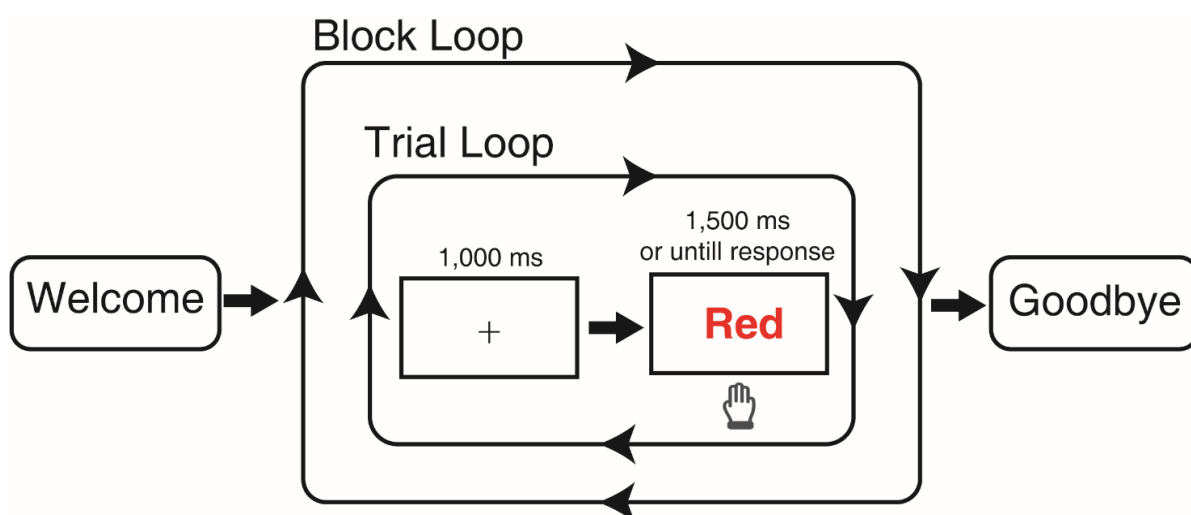 Block Loop
Trial Loop
1,500 ms
or untill response
1,000 ms
Welcome
+
Red
Goodbye